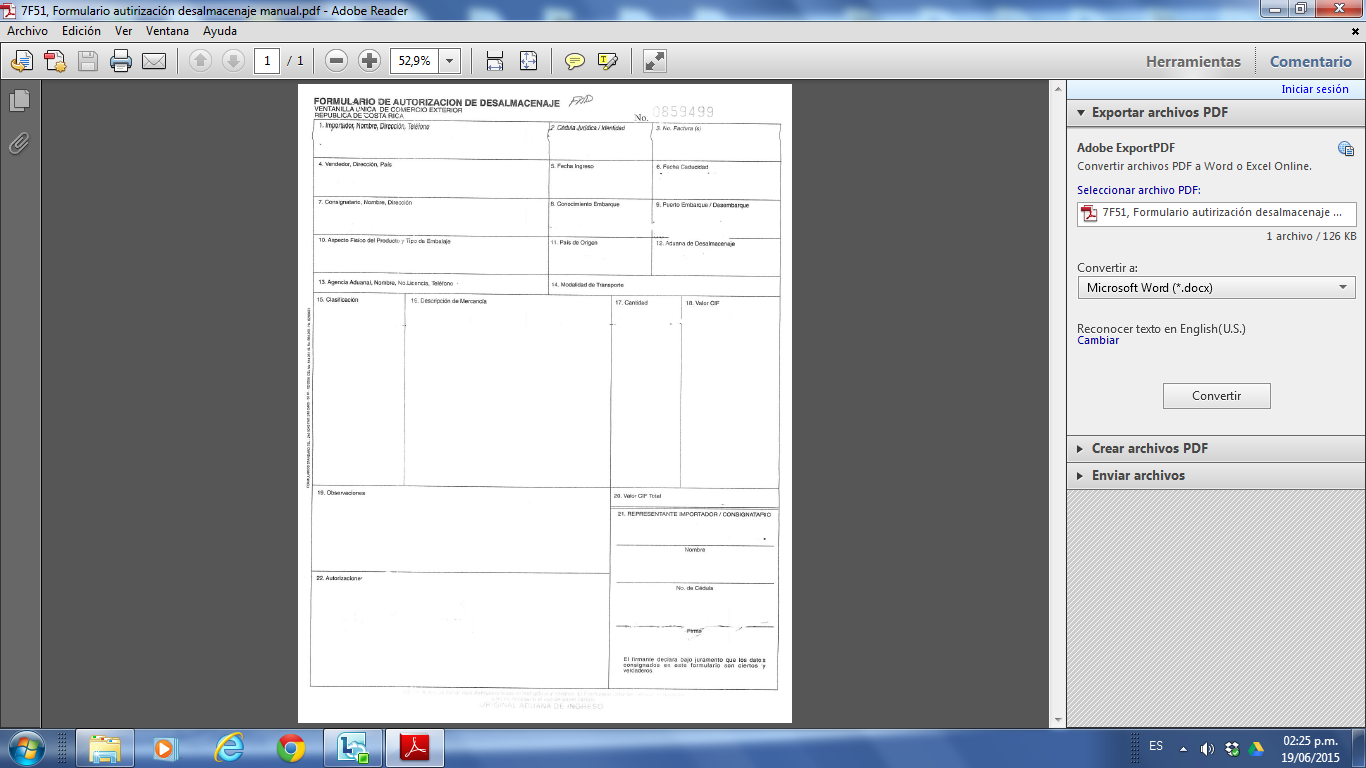 7F51, Formulario autirización desalmacenaje manual.pdf - Adobe Reader
Archivo Edición Ver Ventana Ayuda
1 / 1 52,9% Herramientas Comentario
FORMULARIO DE AUTORIZACION DE DESALMACENAJE FAD
VENTANILLA UNICA DE COMERCIO EXTERIOR
REPUBLICA DE COSTA RICA
No. 0859499
1. Importador, Nombre, Dirección, Teléfono
2. Cédula Jurídica / Identidad
3. No. Factura (s)
4. Vendedor, Dirección, País
5. Fecha Ingreso
6. Fecha Caducidad
7. Consignatario, Nombre, Dirección
8. Conocimiento Embarque
9. Puerto Embarque / Desembarque
10. Aspecto Físico del Producto y Tipo de Embalaje
11. País de Origen
12. Aduana de Desalmacenaje
13. Agencia Aduanal, Nombre, No.Licencia, Teléfono
14. Modalidad de Transporte
15. Clasificación
16. Descripción de Mercancía
17. Cantidad
18. Valor CIF
19. Observaciones
20. Valor CIF Total
21. REPRESENTANTE IMPORTADOR / CONSIGNATARIO
Nombre
No. de Cédula
Firma
22. Autorizaciones
El firmante declara bajo juramento que los datos
consignados en este formulario son ciertos y
verdaderos.
ORIGINAL ADUANA DE INGRESO
Iniciar sesión
Exportar archivos PDF
Adobe ExportPDF
Convertir archivos PDF a Word o Excel Online.
Seleccionar archivo PDF:
7F51, Formulario autirización desalmacenaje ...
1 archivo / 126 KB
Convertir a:
Microsoft Word (*.docx)
Reconocer texto en English(U.S.)
Cambiar
Convertir
Crear archivos PDF
Enviar archivos
ES
02:25 p.m.
19/06/2015